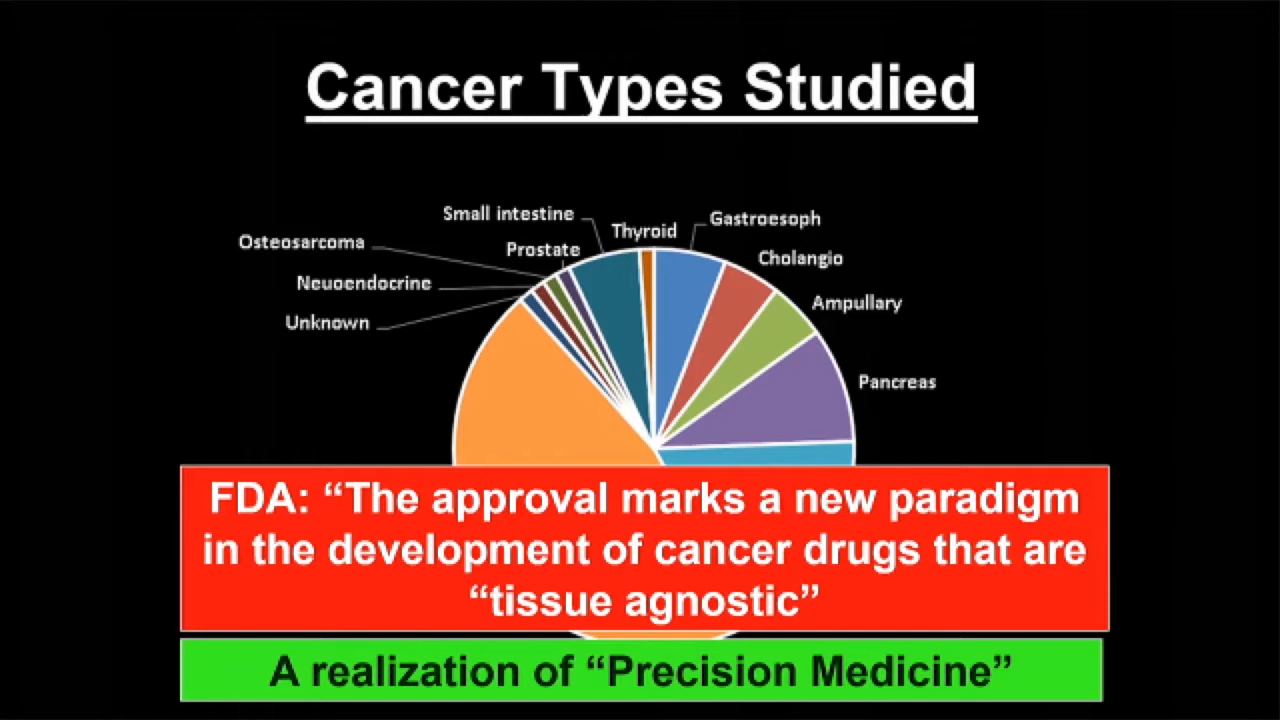 Cancer Types Studied
Small intestine
Thyroid
Gastroesoph
Osteosarcoma
Prostate
Cholangio
Neuoendocrine
Ampullary
Unknown
Pancreas
FDA: “The approval marks a new paradigm
in the development of cancer drugs that are
“tissue agnostic”
A realization of “Precision Medicine”